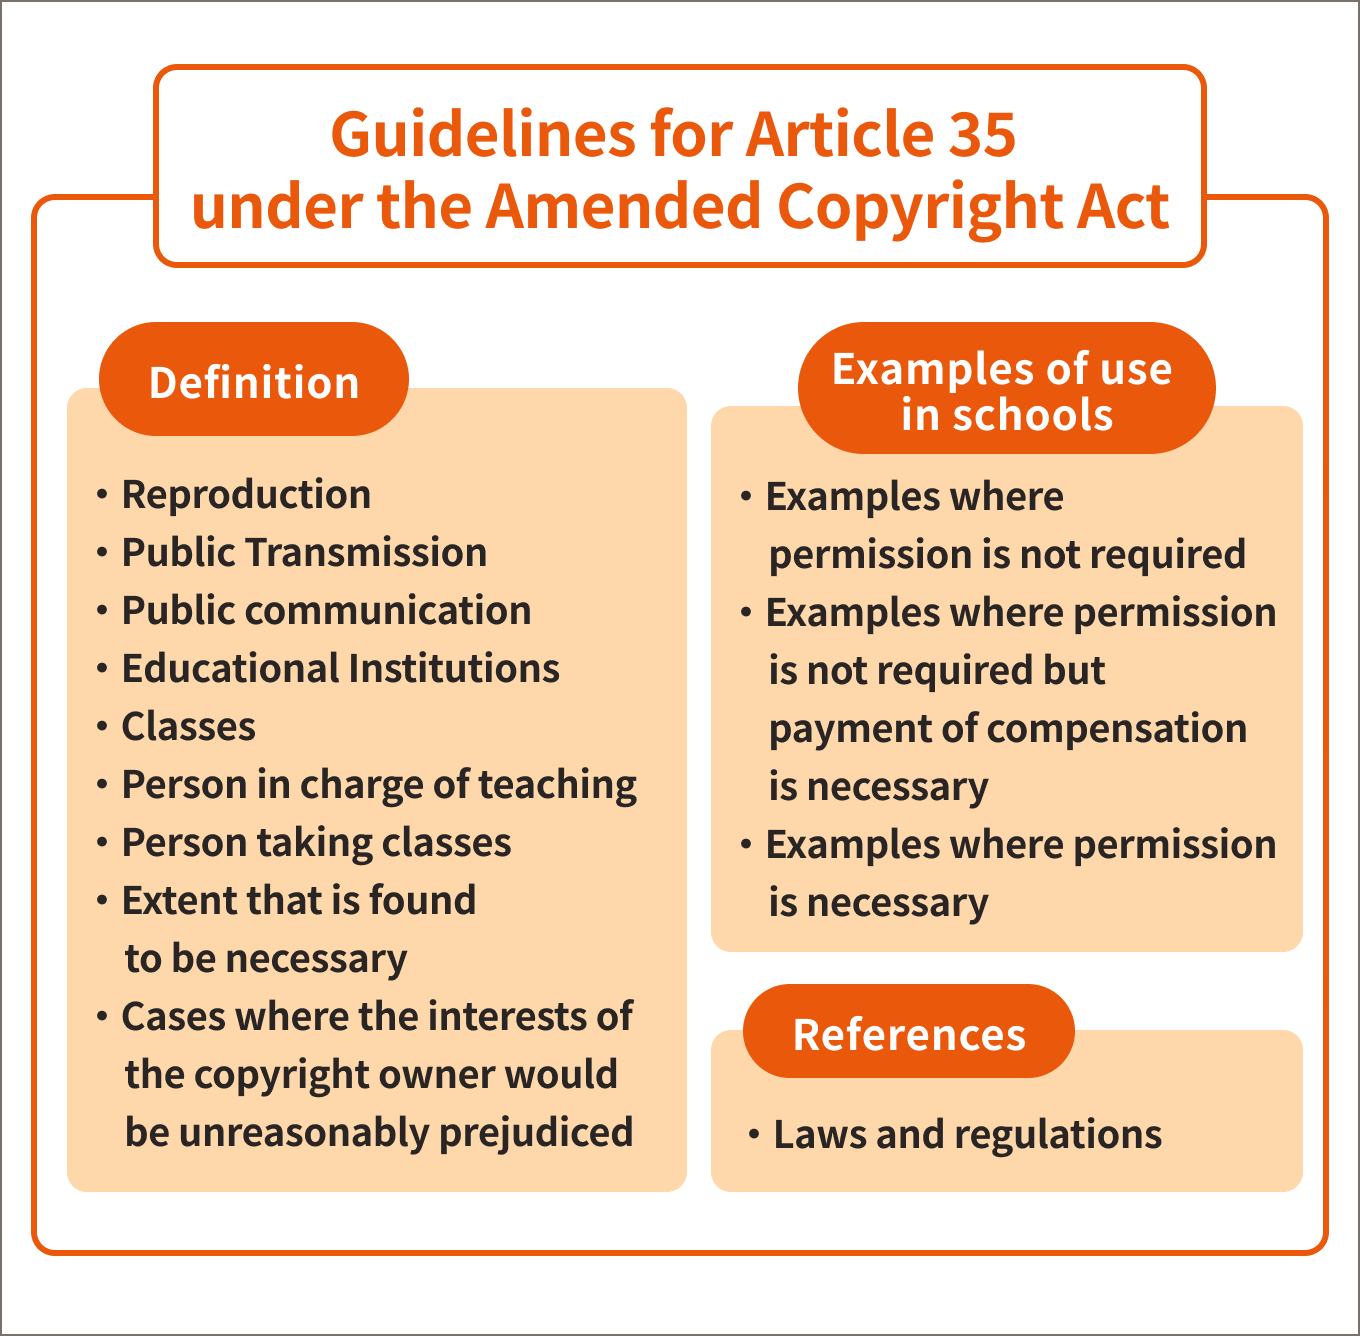 Guidelines for Article 35
under the Amended Copyright Act
Definition
・Reproduction
・Public Transmission
・Public communication
・Educational Institutions
・Classes
・Person in charge of teaching
・Person taking classes
・Extent that is found
to be necessary
・Cases where the interests of
the copyright owner would
be unreasonably prejudiced
Examples of use
in schools
・Examples where
permission is not required
・Examples where permission
is not required but
payment of compensation
is necessary
・Examples where permission
is necessary
References
・Laws and regulations